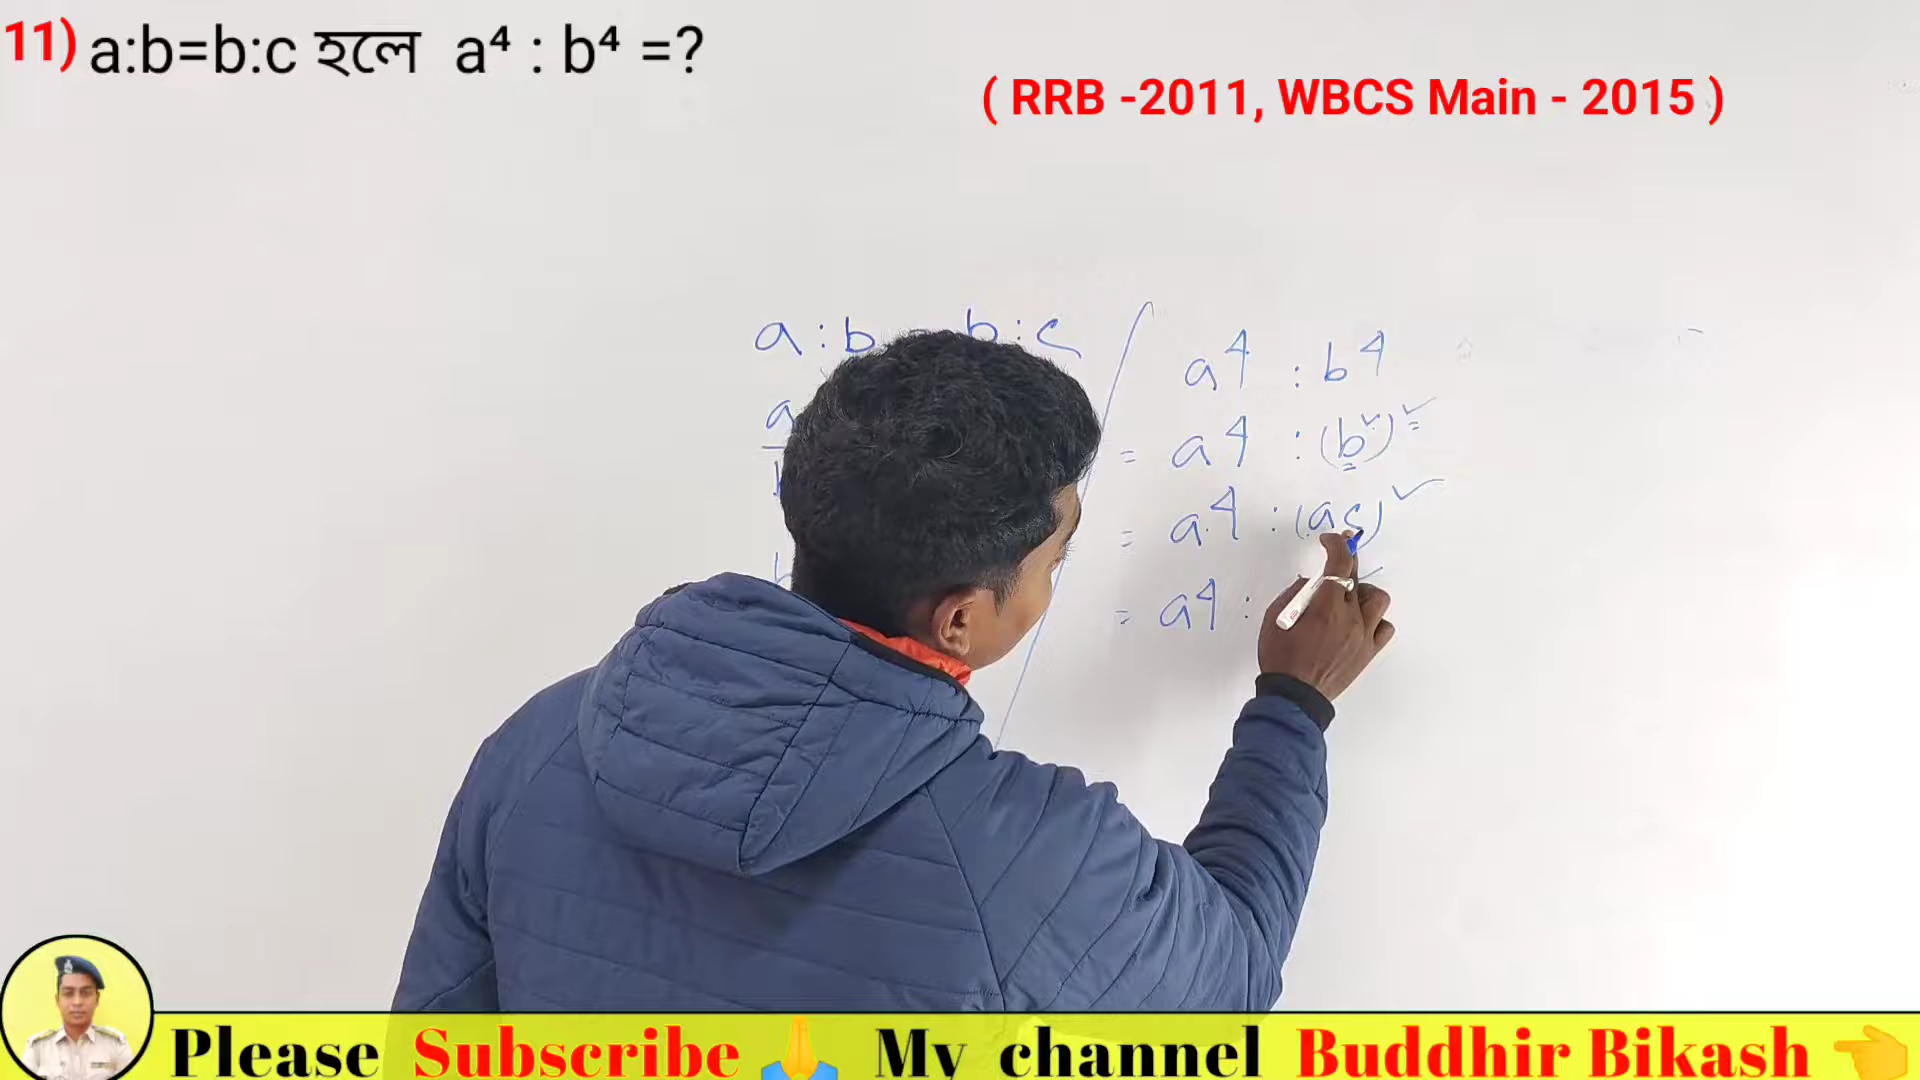 11) a:b=b:c হলে a⁴ : b⁴ =?
( RRB -2011, WBCS Main - 2015 )
a : b b : c
a
a⁴ : b⁴
= a⁴ : (b²)²
= a⁴ : (ac)²
= a⁴ :
Please Subscribe 🙏 My channel Buddhir Bikash 👈